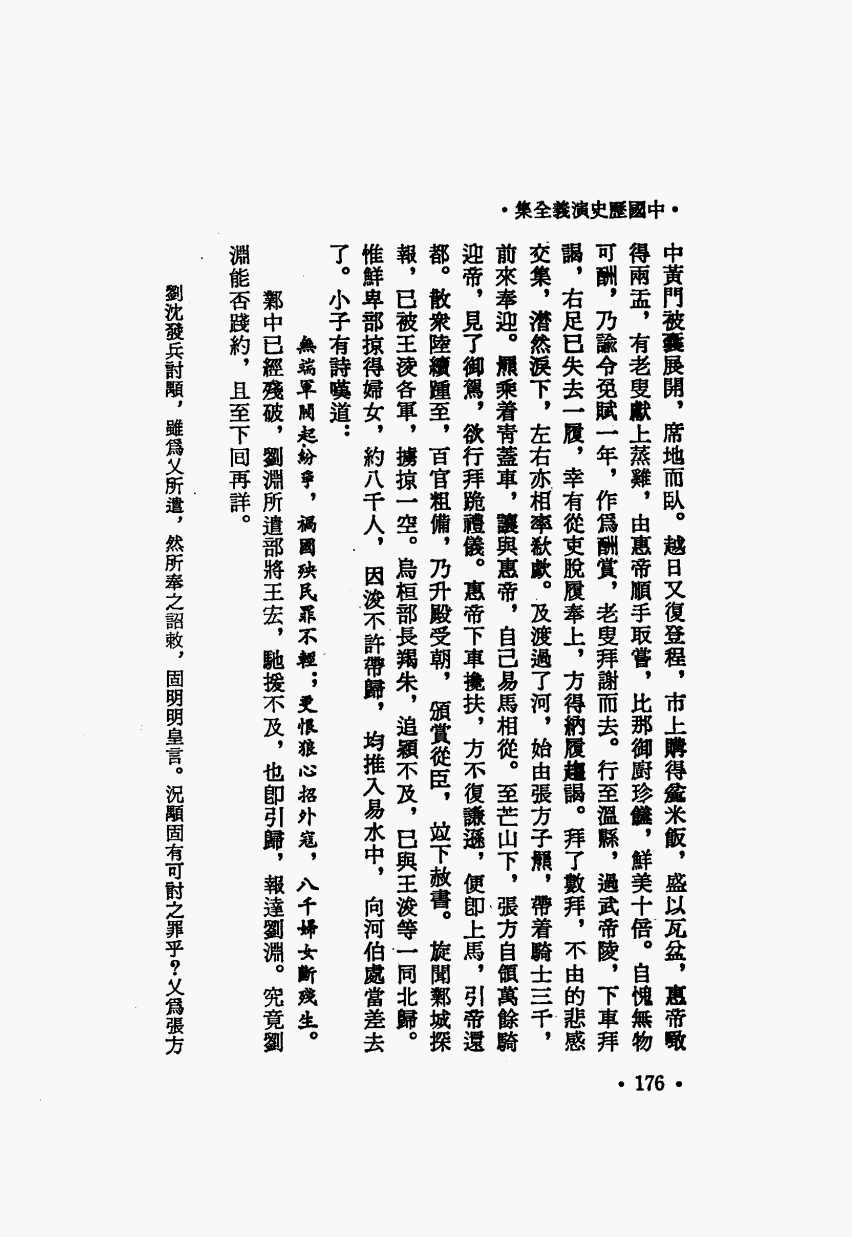 •中國歷史演義全集•
中黃門被囊展開，席地而臥。越日又復登程，市上購得盆米飯，盛以瓦盆，惠帝噉
得兩盂，有老叟獻上蒸雞，由惠帝順手取嘗，比那御廚珍饈，鮮美十倍。自愧無物
可酬，乃諭令免賦一年，作爲酬賞，老叟拜謝而去。行至溫縣，過武帝陵，下車拜
謁，右足已失去一履，幸有從吏脫履奉上，方得納履趨謁。拜了數拜，不由的悲感
交集，潸然淚下，左右亦相率欷歔。及渡過了河，始由張方子羆，帶着騎士三千，
前來奉迎。羆乘着青蓋車，讓與惠帝，自己易馬相從。至芒山下，張方自領萬餘騎
迎帝，見了御駕，欲行拜跪禮儀。惠帝下車攙扶，方不復謙遜，便即上馬，引帝還
都。散衆陸續踵至，百官粗備，乃升殿受朝，頒賞從臣，竝下赦書。旋聞鄴城探
報，已被王淩各軍，擄掠一空。烏桓部長羯朱，追穎不及，已與王浚等一同北歸。
惟鮮卑部掠得婦女，約八千人，因浚不許帶歸，均推入易水中，向河伯處當差去
了。小子有詩嘆道：
無端軍鬩起紛爭，禍國殃民罪不輕；更恨狼心招外寇，八千婦女斷殘生。
鄴中已經殘破，劉淵所遣部將王宏，馳援不及，也卽引歸，報達劉淵。究竟劉
淵能否踐約，且至下回再詳。
劉沈發兵討顒，雖爲乂所遣，然所奉之詔敕，固明明皇言。況顒固有可討之罪乎？乂爲張方
•176•